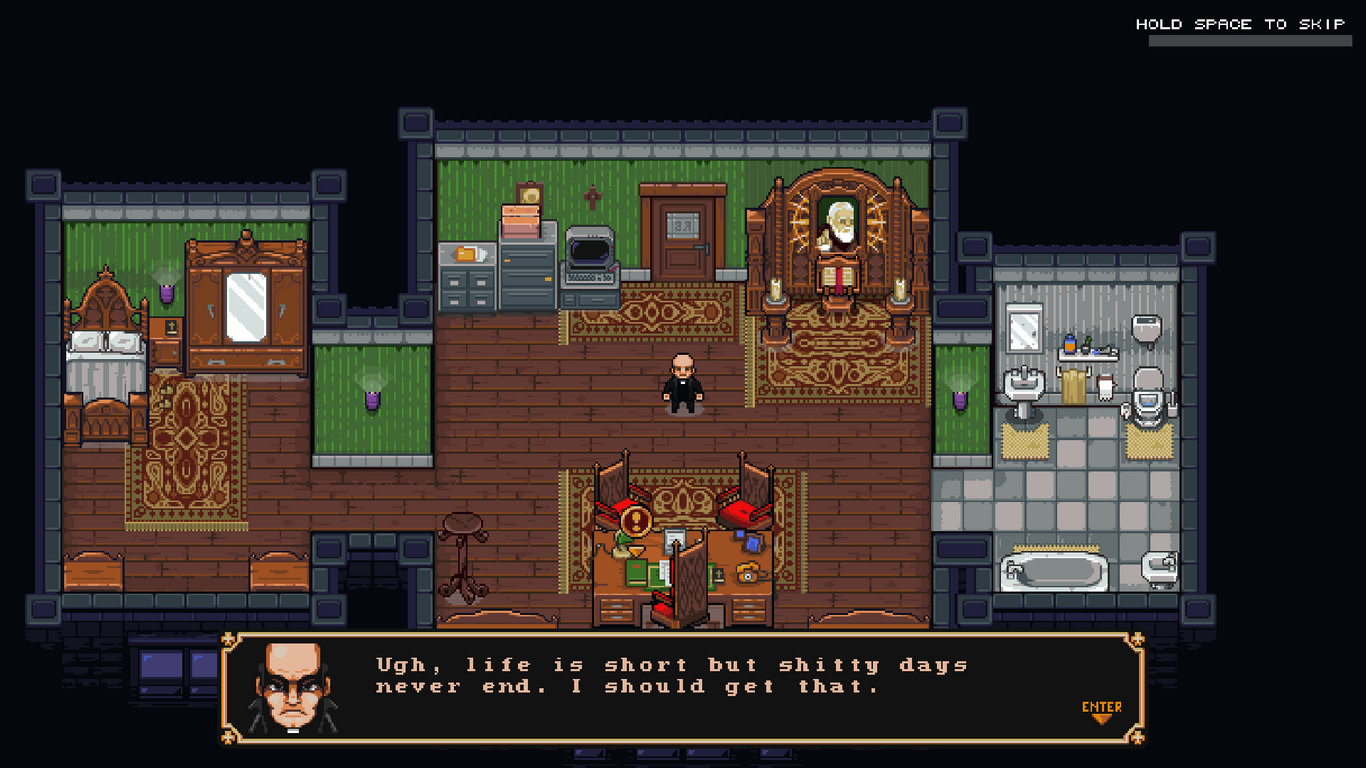 HOLD SPACE TO SKIP
Ugh, life is short but shitty days
never end. I should get that.
ENTER